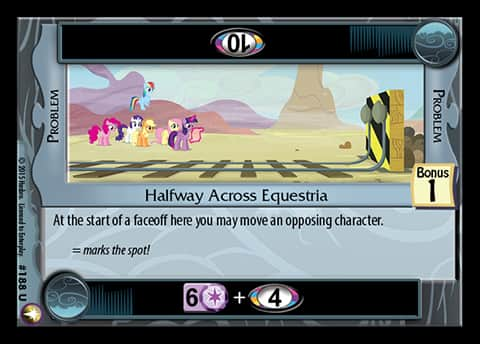 10
PROBLEM
PROBLEM
Halfway Across Equestria
Bonus
1
At the start of a faceoff here you may move an opposing character.
= marks the spot!
6 + 4
© 2015 Hasbro. Licensed to Enterplay.
#188 U